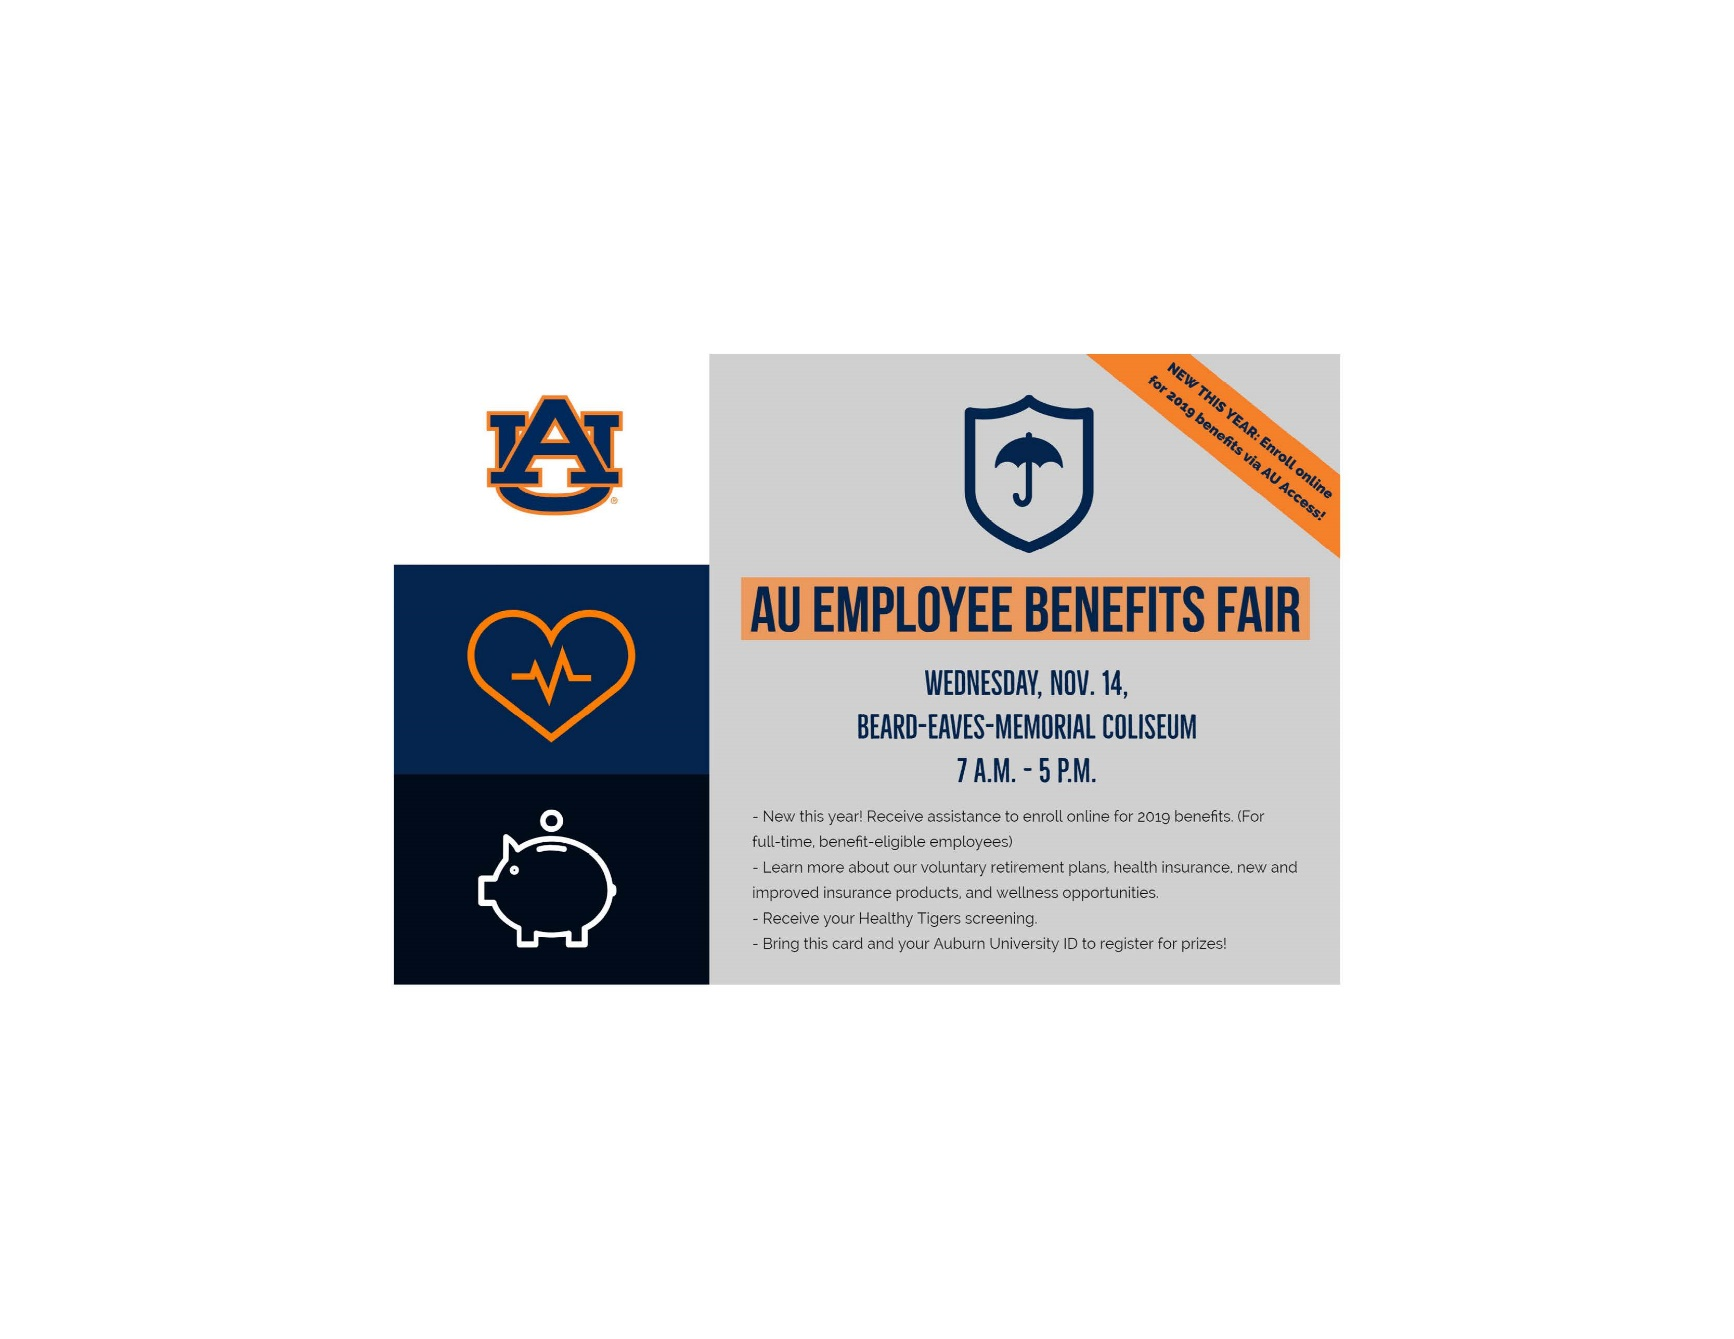 AU
®
NEW THIS YEAR: Enroll online
for 2019 benefits via AU Access!
AU EMPLOYEE BENEFITS FAIR
WEDNESDAY, NOV. 14,
BEARD-EAVES-MEMORIAL COLISEUM
7 A.M. - 5 P.M.
- New this year! Receive assistance to enroll online for 2019 benefits. (For
full-time, benefit-eligible employees)
- Learn more about our voluntary retirement plans, health insurance, new and
improved insurance products, and wellness opportunities.
- Receive your Healthy Tigers screening.
- Bring this card and your Auburn University ID to register for prizes!